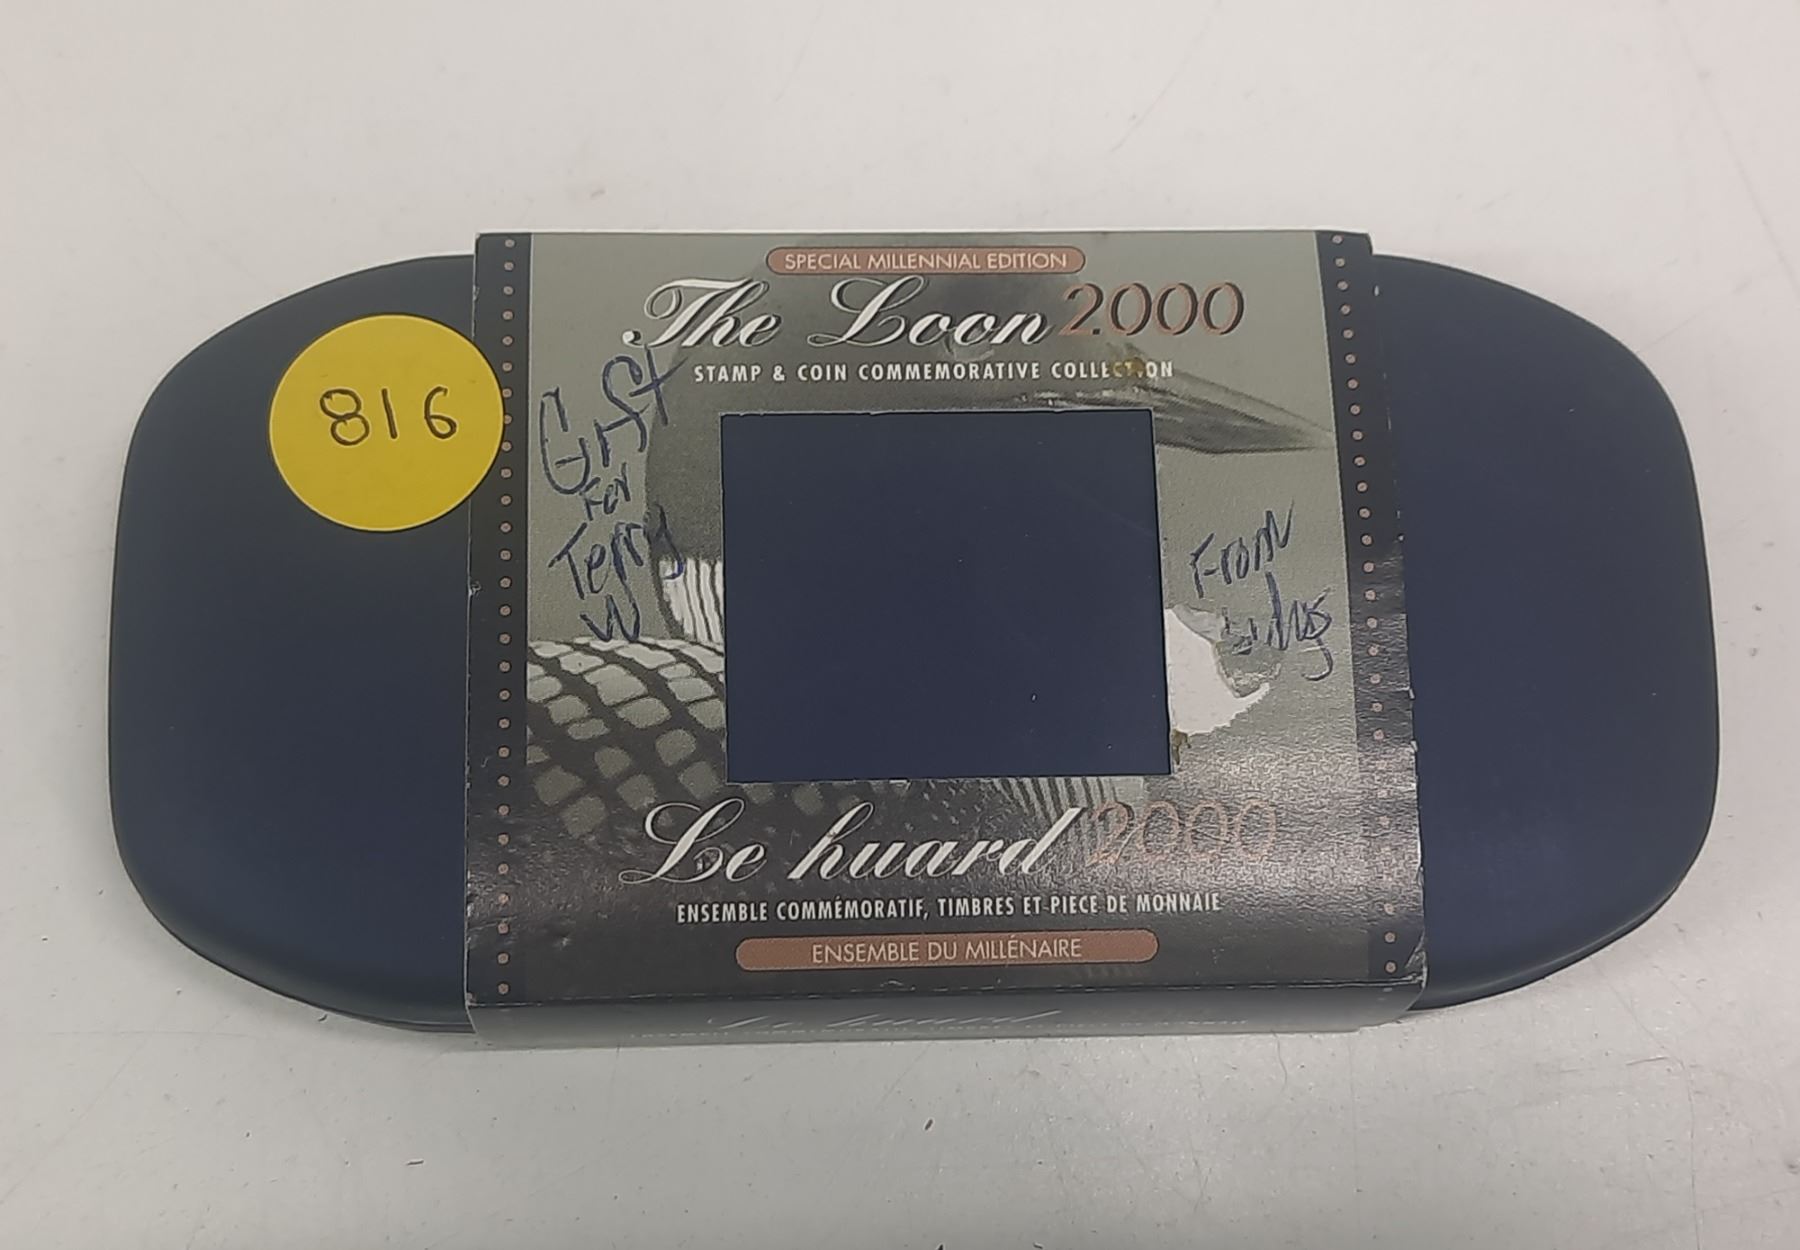 SPECIAL MILLENNIAL EDITION
The Loon 2000
STAMP & COIN COMMEMORATIVE COLLECTION
816
Gift
For
Terry
W
From
Le huard 2000
ENSEMBLE COMMÉMORATIF, TIMBRES ET PIECE DE MONNAIE
ENSEMBLE DU MILLÉNAIRE